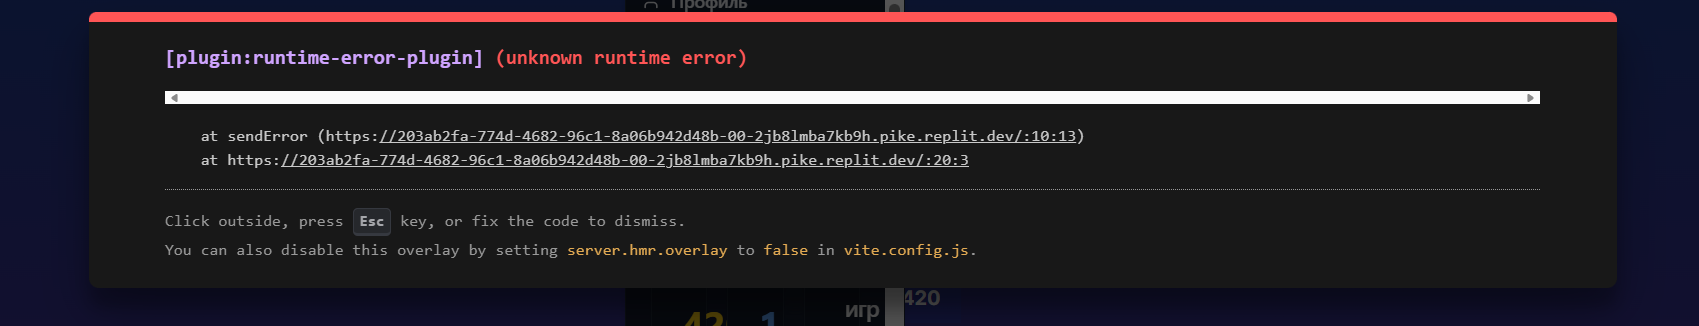 Профиль
[plugin:runtime-error-plugin] (unknown runtime error)
at sendError (https://203ab2fa-774d-4682-96c1-8a06b942d48b-00-2jb8lmba7kb9h.pike.replit.dev/:10:13)
at https://203ab2fa-774d-4682-96c1-8a06b942d48b-00-2jb8lmba7kb9h.pike.replit.dev/:20:3
Click outside, press Esc key, or fix the code to dismiss.
You can also disable this overlay by setting server.hmr.overlay to false in vite.config.js.
420
42 1 игр